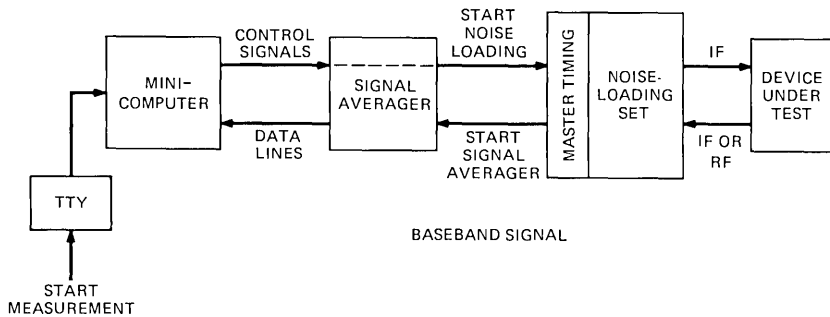 MINI-
COMPUTER
CONTROL
SIGNALS
DATA
LINES
SIGNAL
AVERAGER
START
NOISE
LOADING
START
SIGNAL
AVERAGER
MASTER TIMING
NOISE-
LOADING
SET
IF
IF OR
RF
DEVICE
UNDER
TEST
TTY
BASEBAND SIGNAL
START
MEASUREMENT